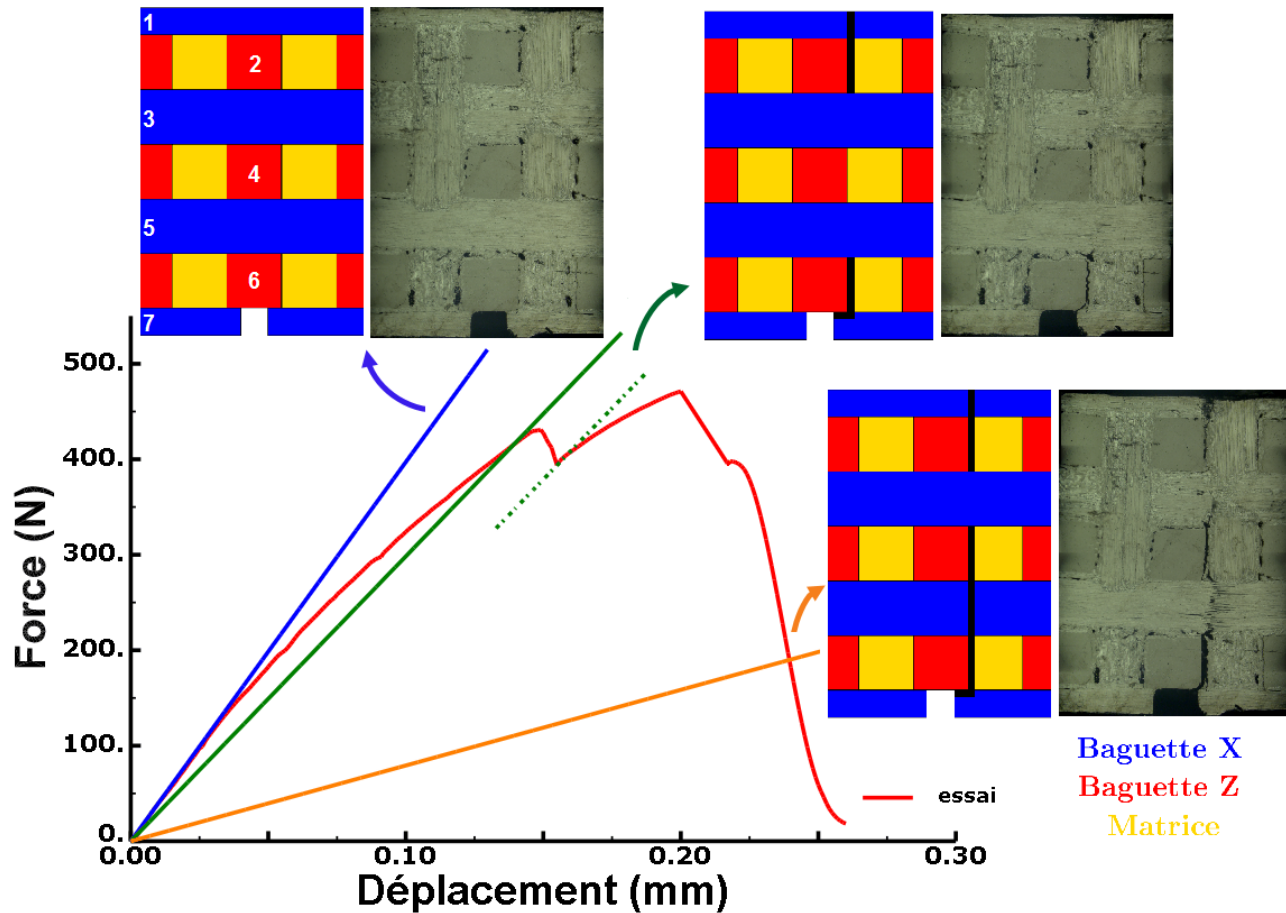 1
2
3
4
5
6
7
500.
400.
300.
200.
100.
0.
0.00
0.10
0.20
0.30
Force (N)
Déplacement (mm)
essai
Baguette X
Baguette Z
Matrice